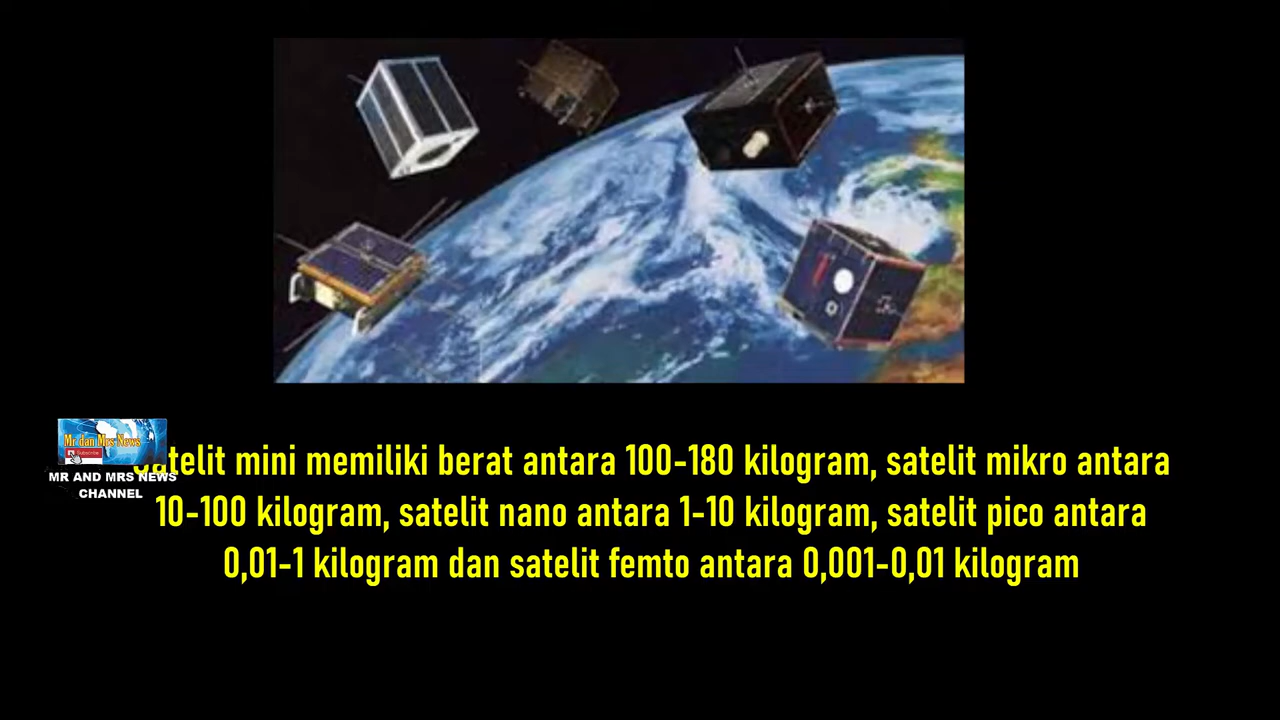 Mr dan Mrs News
Subscribe
MR AND MRS NEWS
CHANNEL
Satelit mini memiliki berat antara 100-180 kilogram, satelit mikro antara
10-100 kilogram, satelit nano antara 1-10 kilogram, satelit pico antara
0,01-1 kilogram dan satelit femto antara 0,001-0,01 kilogram